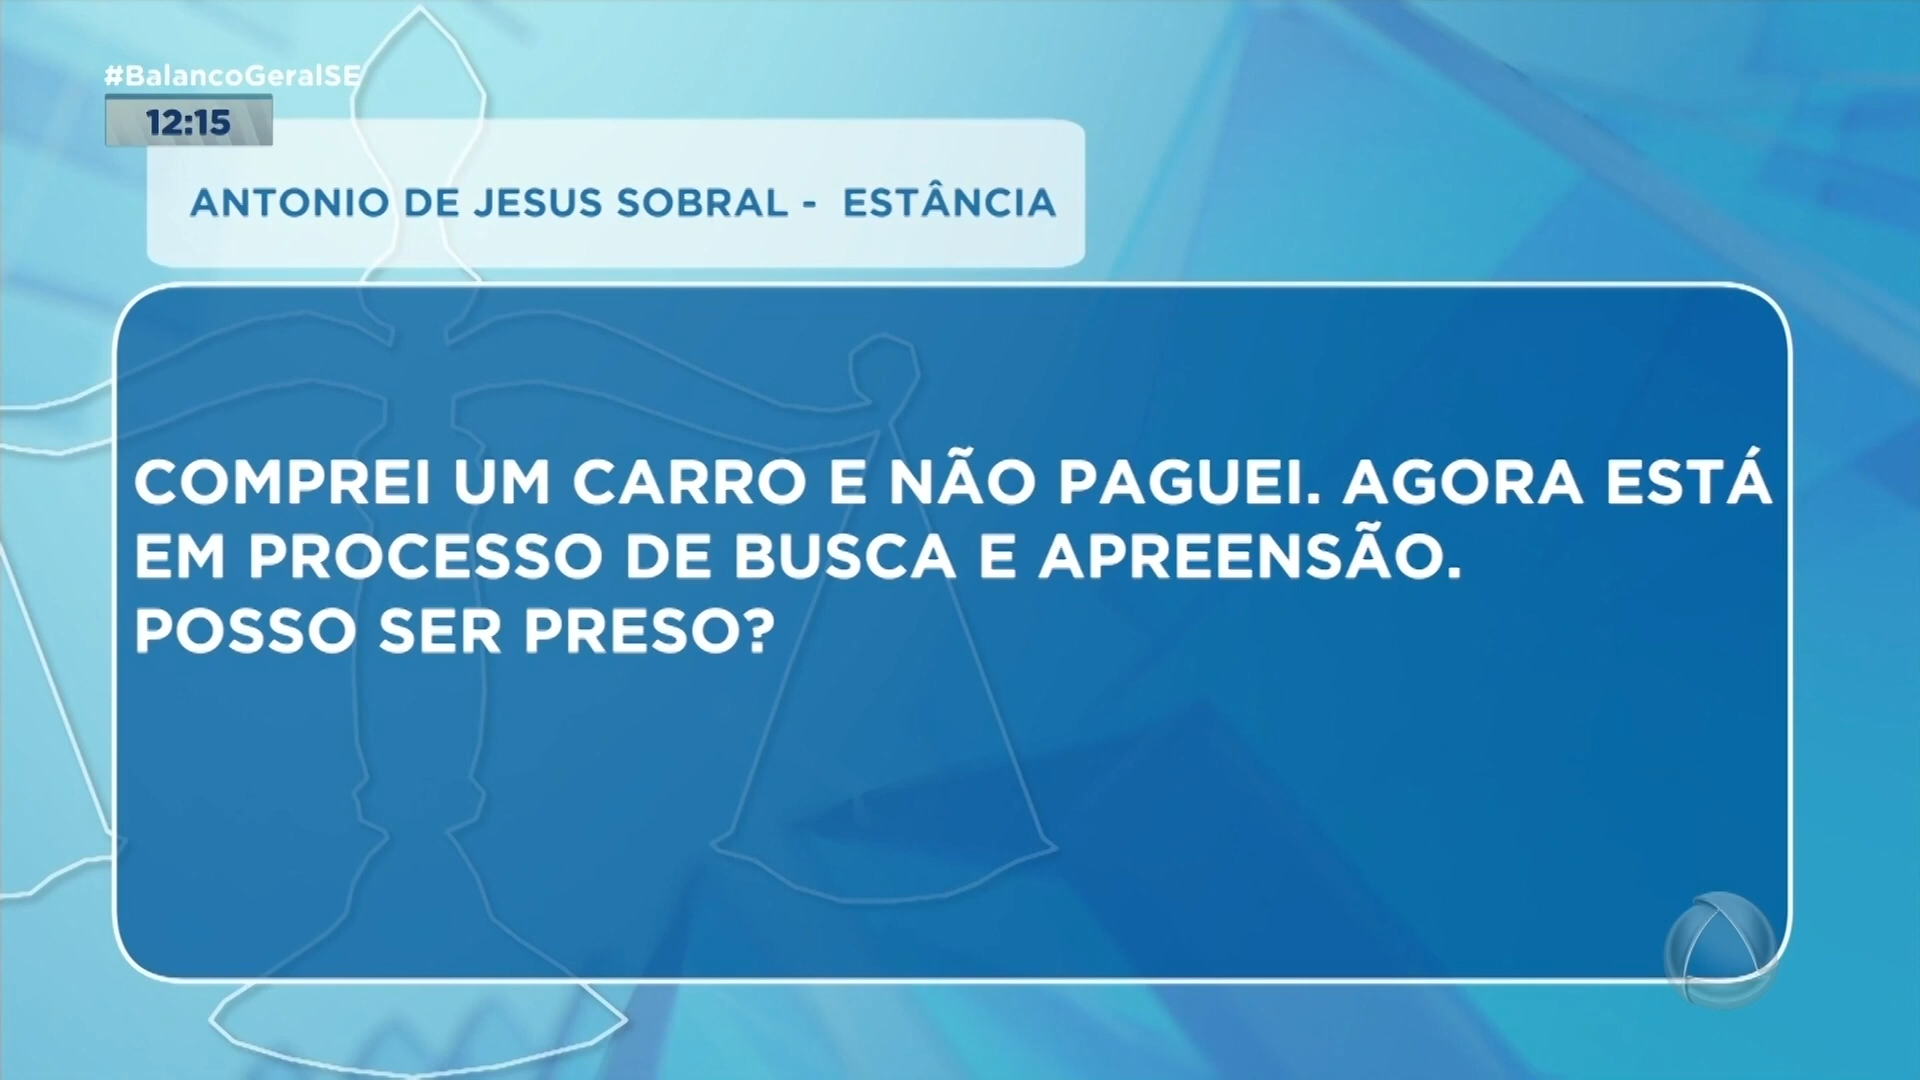 #BalancoGeralSE
12:15
ANTONIO DE JESUS SOBRAL - ESTÂNCIA
COMPREI UM CARRO E NÃO PAGUEI. AGORA ESTÁ
EM PROCESSO DE BUSCA E APREENSÃO.
POSSO SER PRESO?